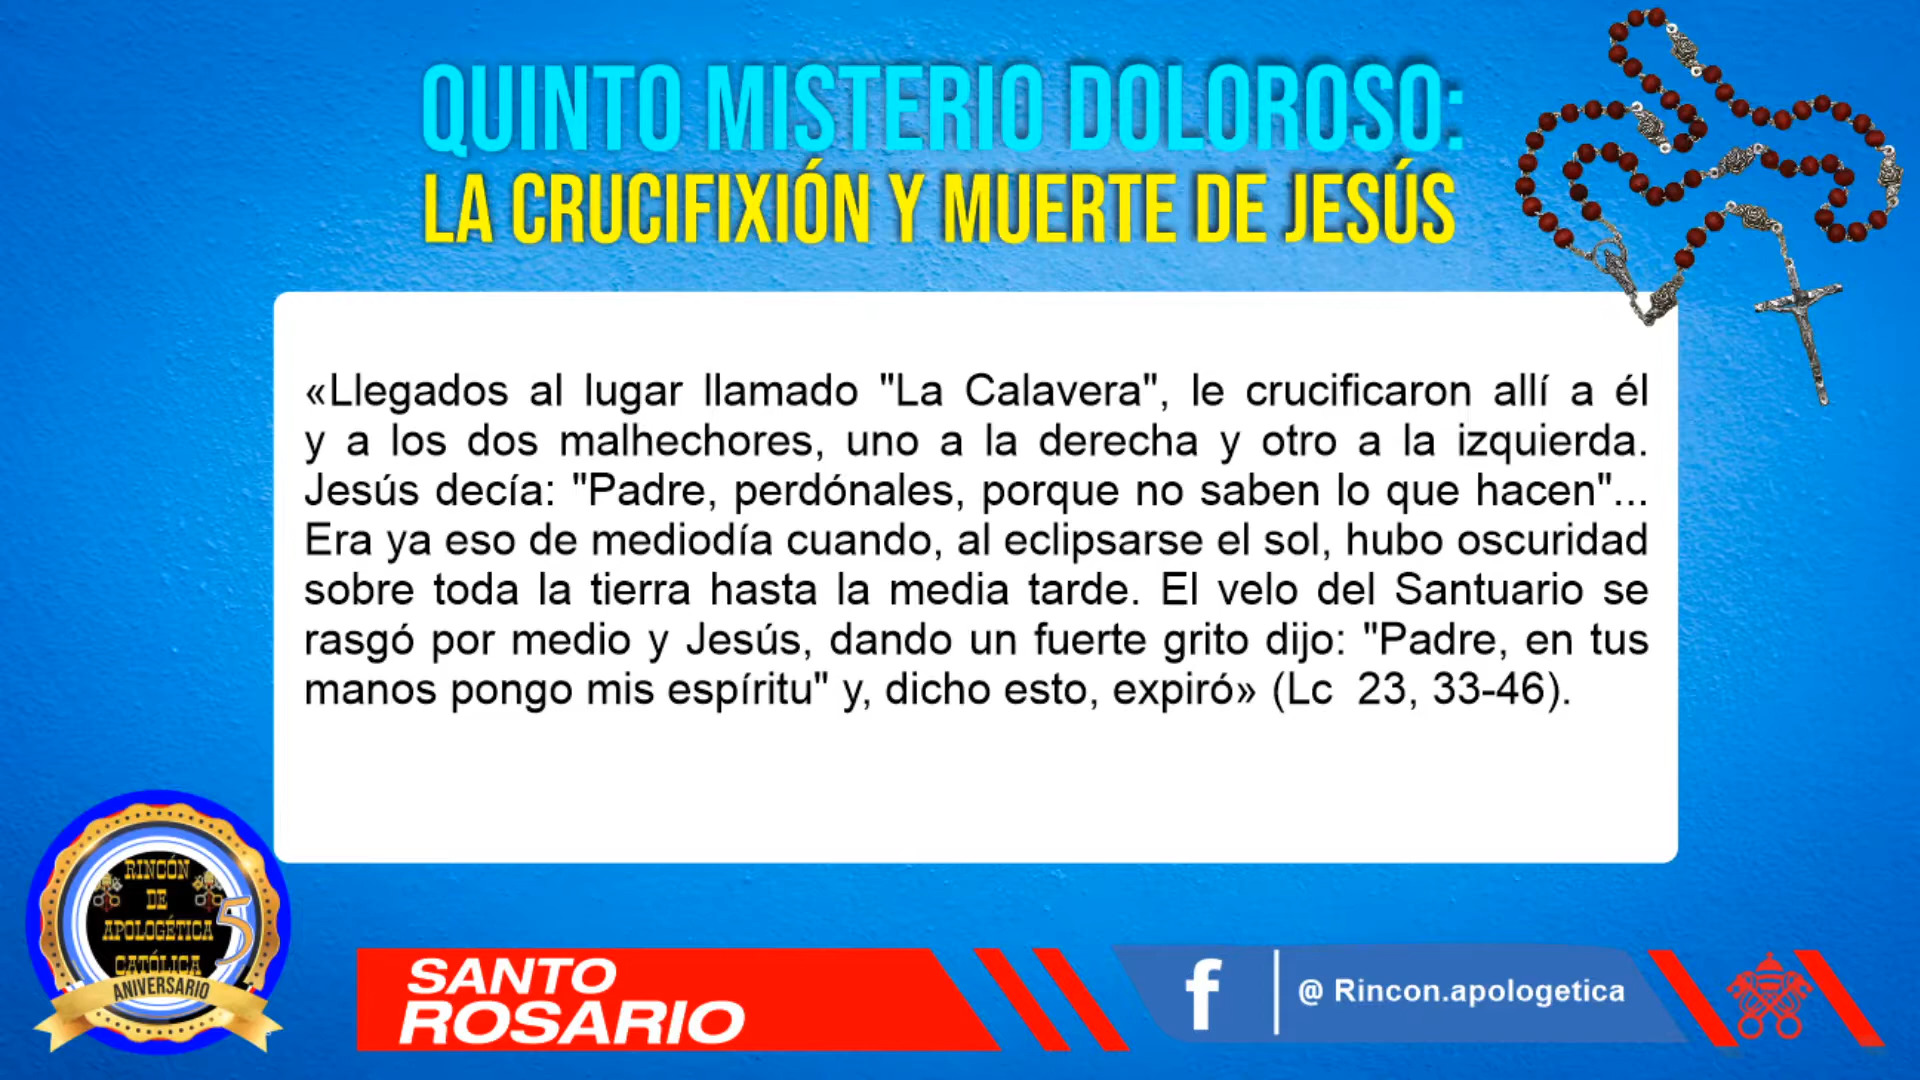 QUINTO MISTERIO DOLOROSO:
LA CRUCIFIXIÓN Y MUERTE DE JESÚS
«Llegados al lugar llamado "La Calavera", le crucificaron allí a él
y a los dos malhechores, uno a la derecha y otro a la izquierda.
Jesús decía: "Padre, perdónales, porque no saben lo que hacen"...
Era ya eso de mediodía cuando, al eclipsarse el sol, hubo oscuridad
sobre toda la tierra hasta la media tarde. El velo del Santuario se
rasgó por medio y Jesús, dando un fuerte grito dijo: "Padre, en tus
manos pongo mis espíritu" y, dicho esto, expiró» (Lc 23, 33-46).
RINCÓN
DE
APOLOGÉTICA
CATÓLICA
5
ANIVERSARIO
SANTO
ROSARIO
f
@ Rincon.apologetica